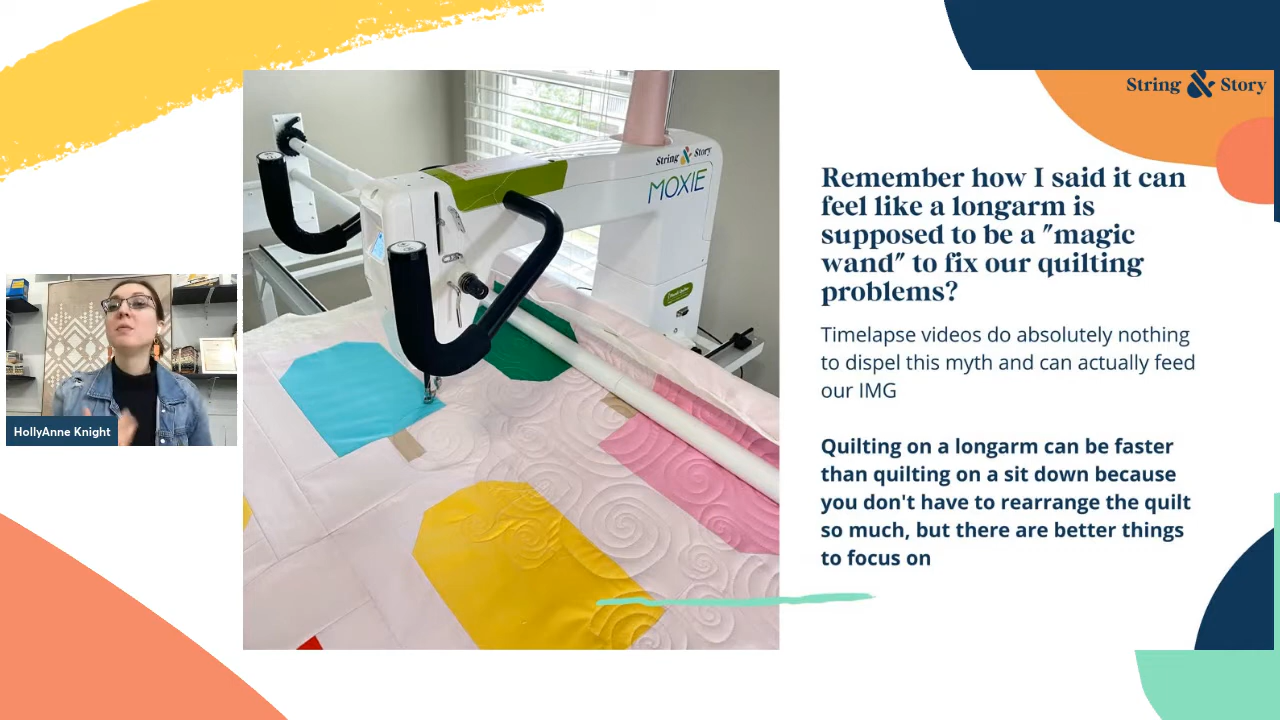 String & Story
Remember how I said it can
feel like a longarm is
supposed to be a "magic
wand" to fix our quilting
problems?
Timelapse videos do absolutely nothing
to dispel this myth and can actually feed
our IMG
Quilting on a longarm can be faster
than quilting on a sit down because
you don't have to rearrange the quilt
so much, but there are better things
to focus on
String & Story
MOXIE
HollyAnne Knight